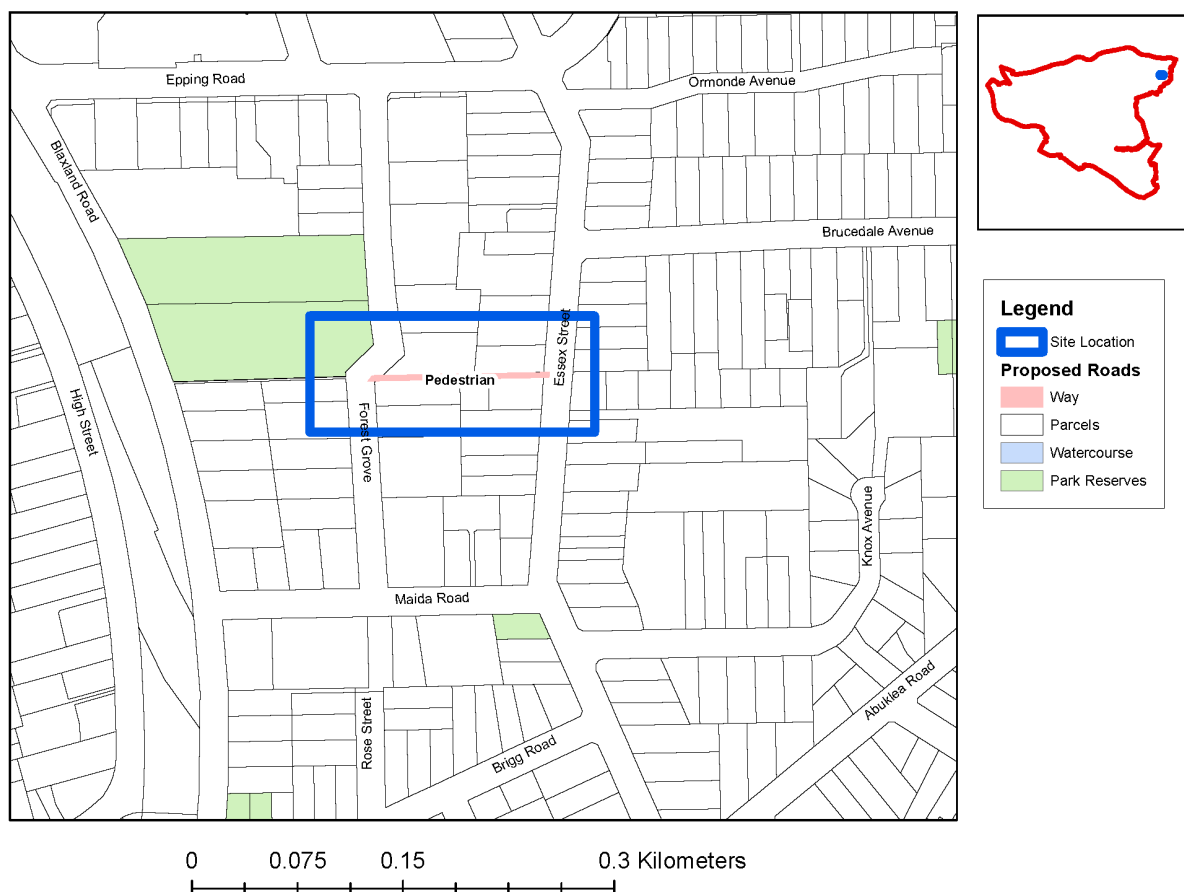 Epping Road
Ormonde Avenue
Blaxland Road
Brucedale Avenue
Essex Street
Pedestrian
High Street
Forest Grove
Knox Avenue
Maida Road
Abuklea Road
Rose Street
Brigg Road
Legend
Site Location
Proposed Roads
Way
Parcels
Watercourse
Park Reserves
0 0.075 0.15 0.3 Kilometers